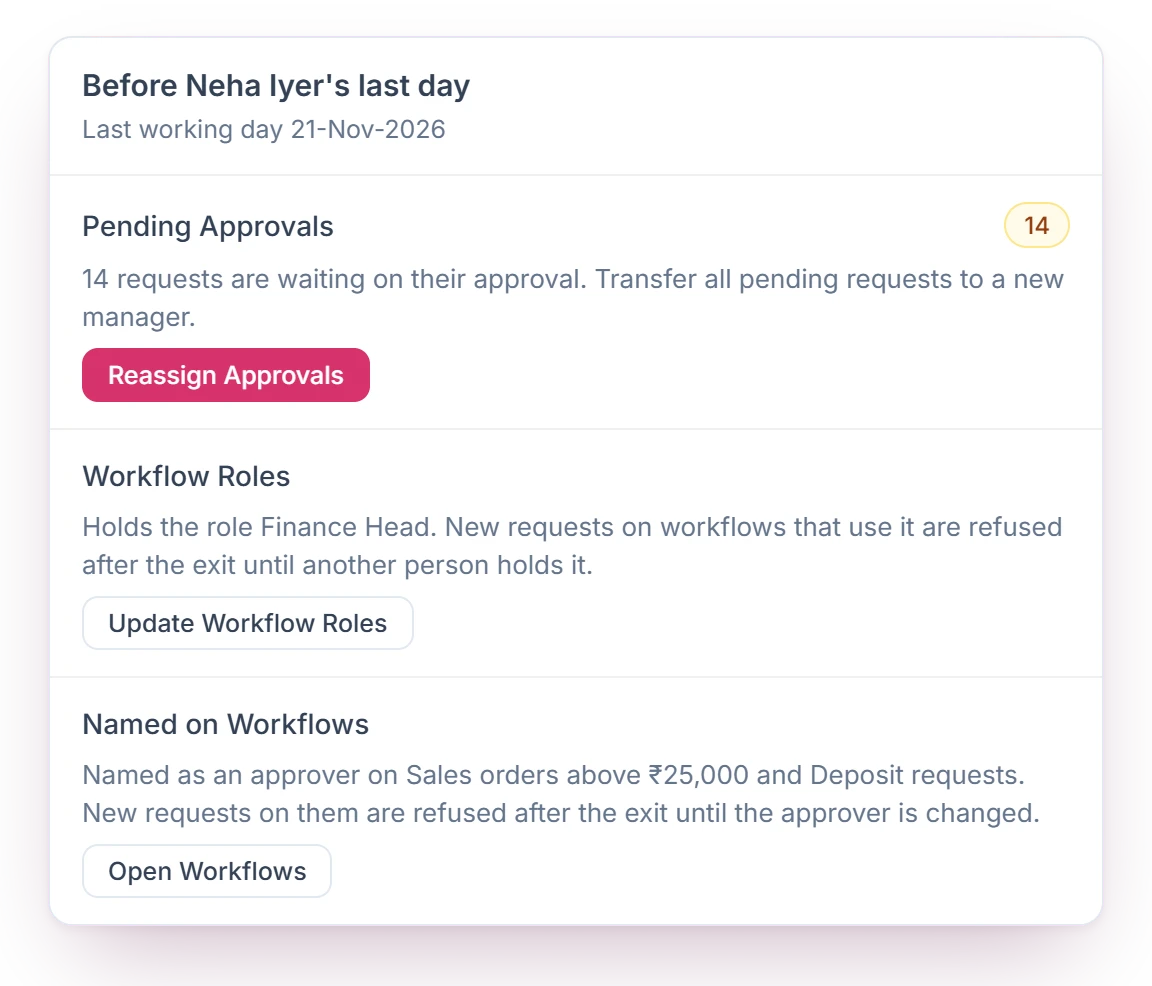 Before Neha Iyer's last day
Last working day 21-Nov-2026
Pending Approvals
14
14 requests are waiting on their approval. Transfer all pending requests to a new
manager.
Reassign Approvals
Workflow Roles
Holds the role Finance Head. New requests on workflows that use it are refused
after the exit until another person holds it.
Update Workflow Roles
Named on Workflows
Named as an approver on Sales orders above ₹25,000 and Deposit requests.
New requests on them are refused after the exit until the approver is changed.
Open Workflows